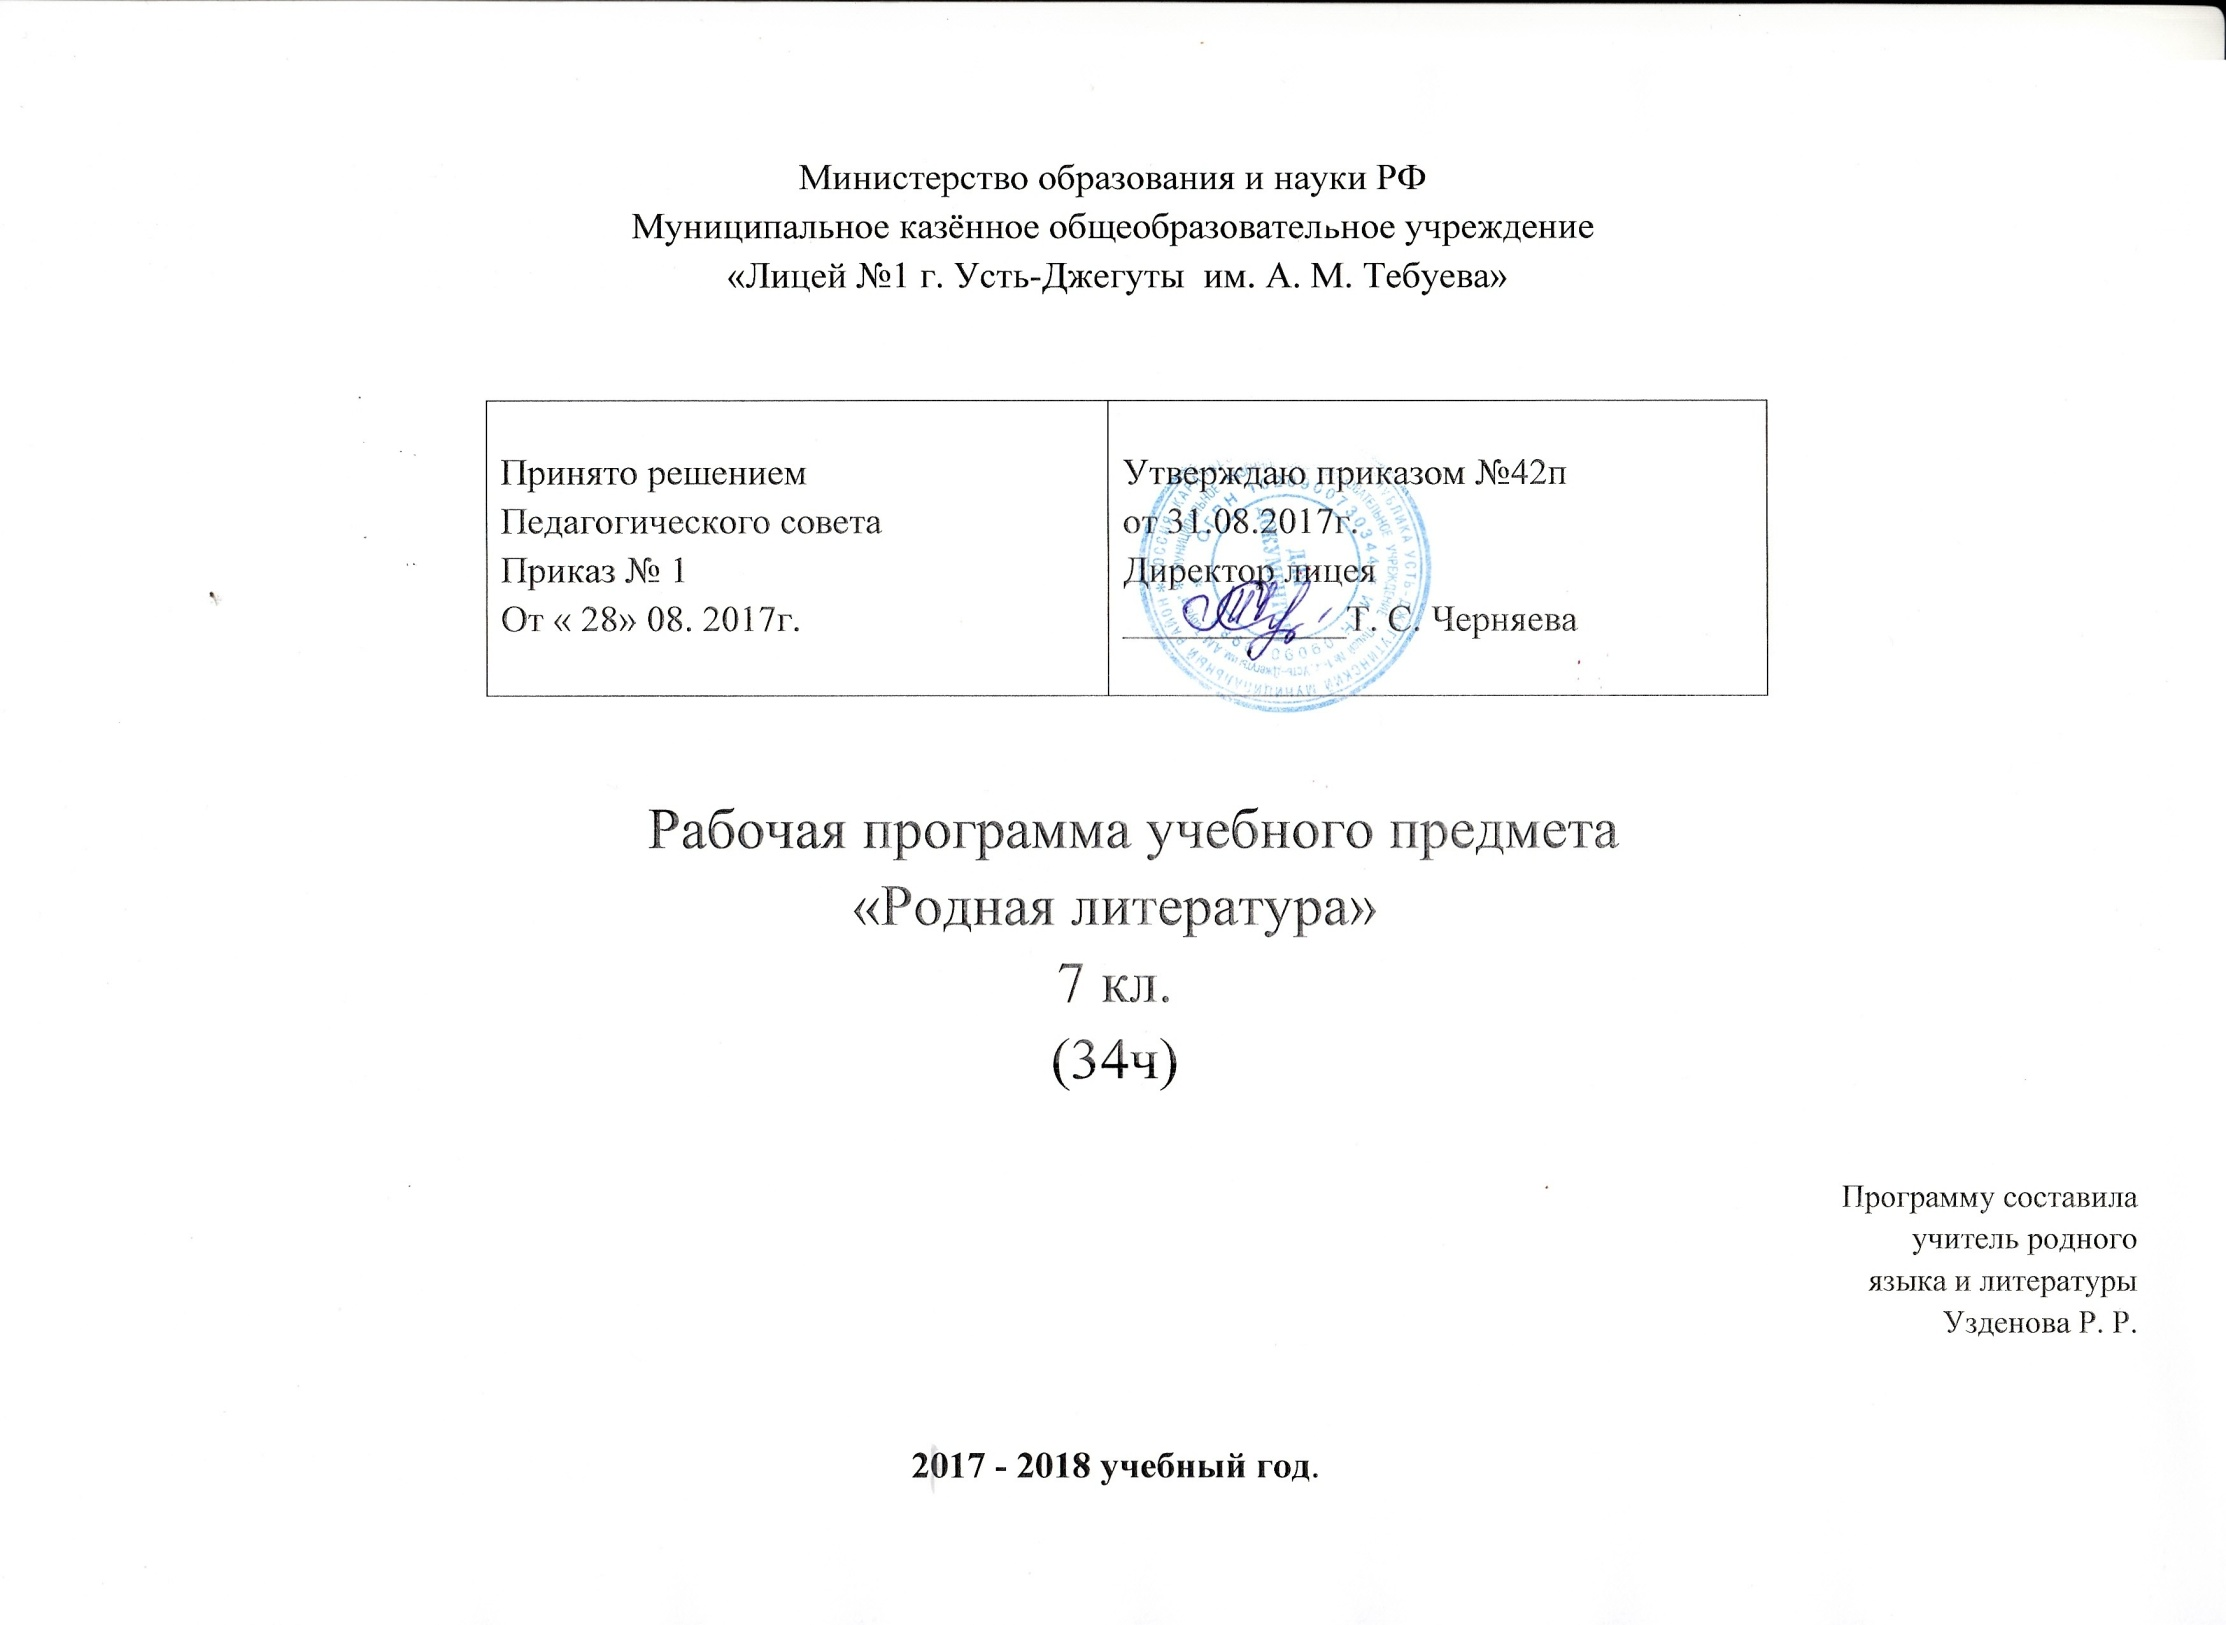 Министерство образования и науки РФ
Муниципальное казённое общеобразовательное учреждение
«Лицей №1 г. Усть-Джегуты им. А. М. Тебуева»
Принято решением
Педагогического совета
Приказ № 1
От « 28» 08. 2017г.
Утверждаю приказом №42п
от 31.08.2017г.
Директор лицея
Т. С. Черняева
Рабочая программа учебного предмета
«Родная литература»
7 кл.
(34ч)
Программу составила
учитель родного
языка и литературы
Узденова Р. Р.
2017 - 2018 учебный год.